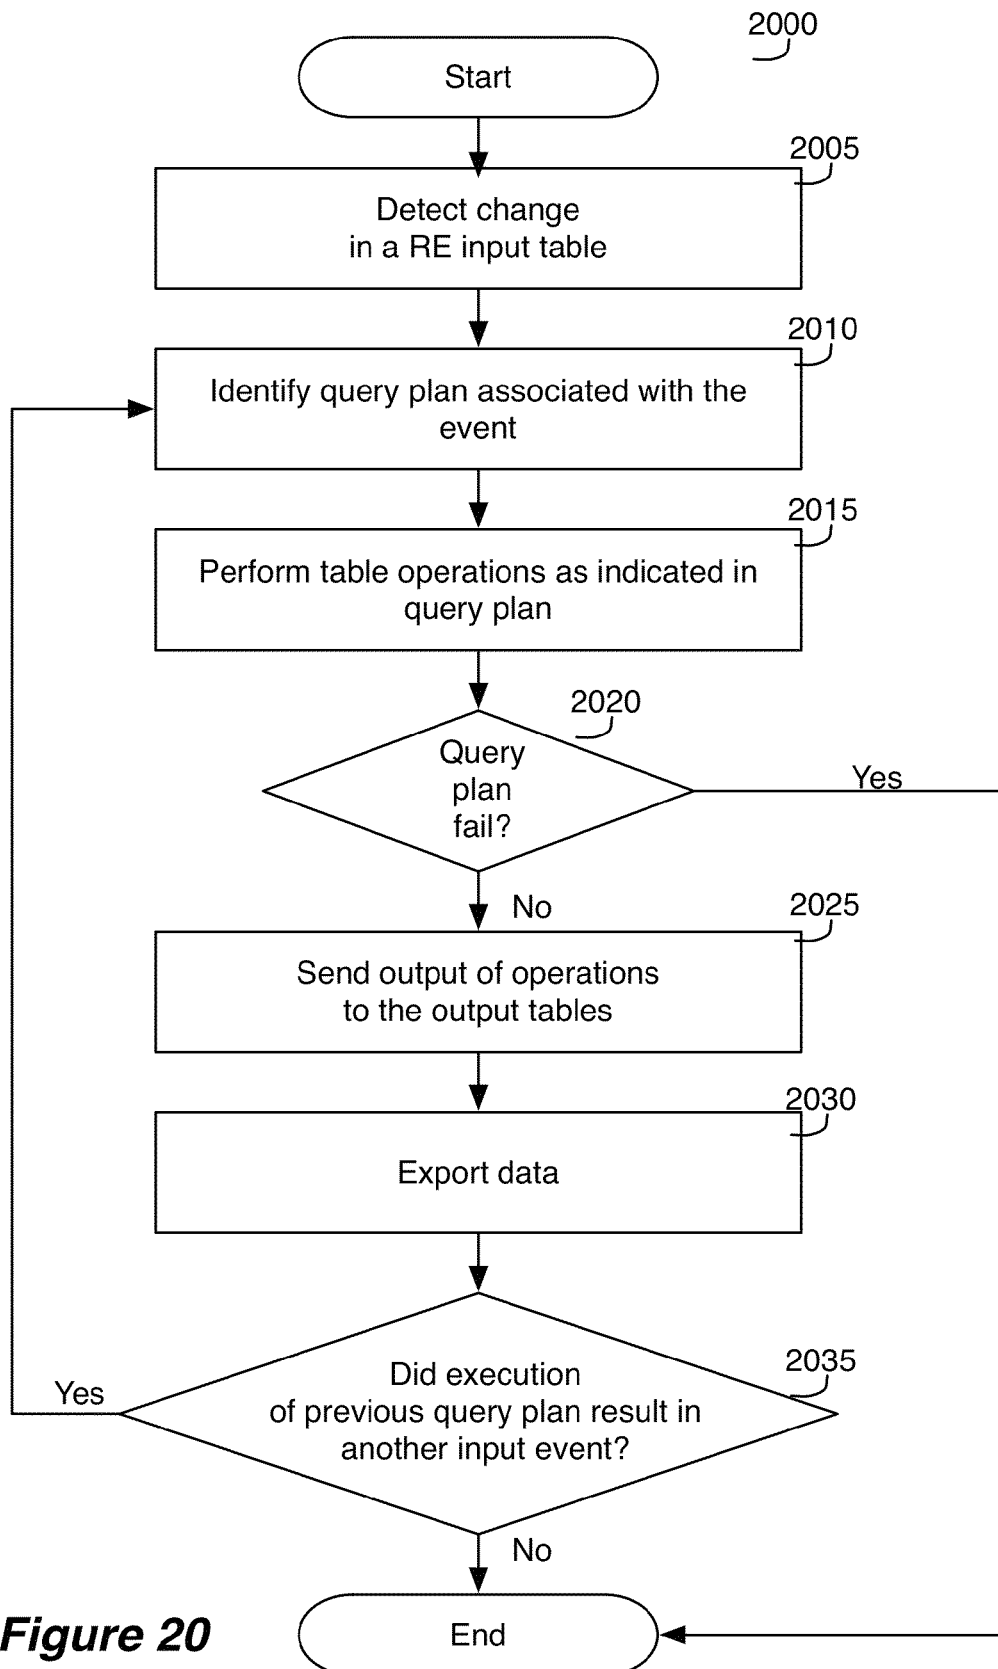 2000
Start
2005
Detect change
in a RE input table
2010
Identify query plan associated with the
event
2015
Perform table operations as indicated in
query plan
2020
Query
plan
fail?
Yes
No
2025
Send output of operations
to the output tables
2030
Export data
2035
Did execution
of previous query plan result in
another input event?
Yes
No
End
Figure 20